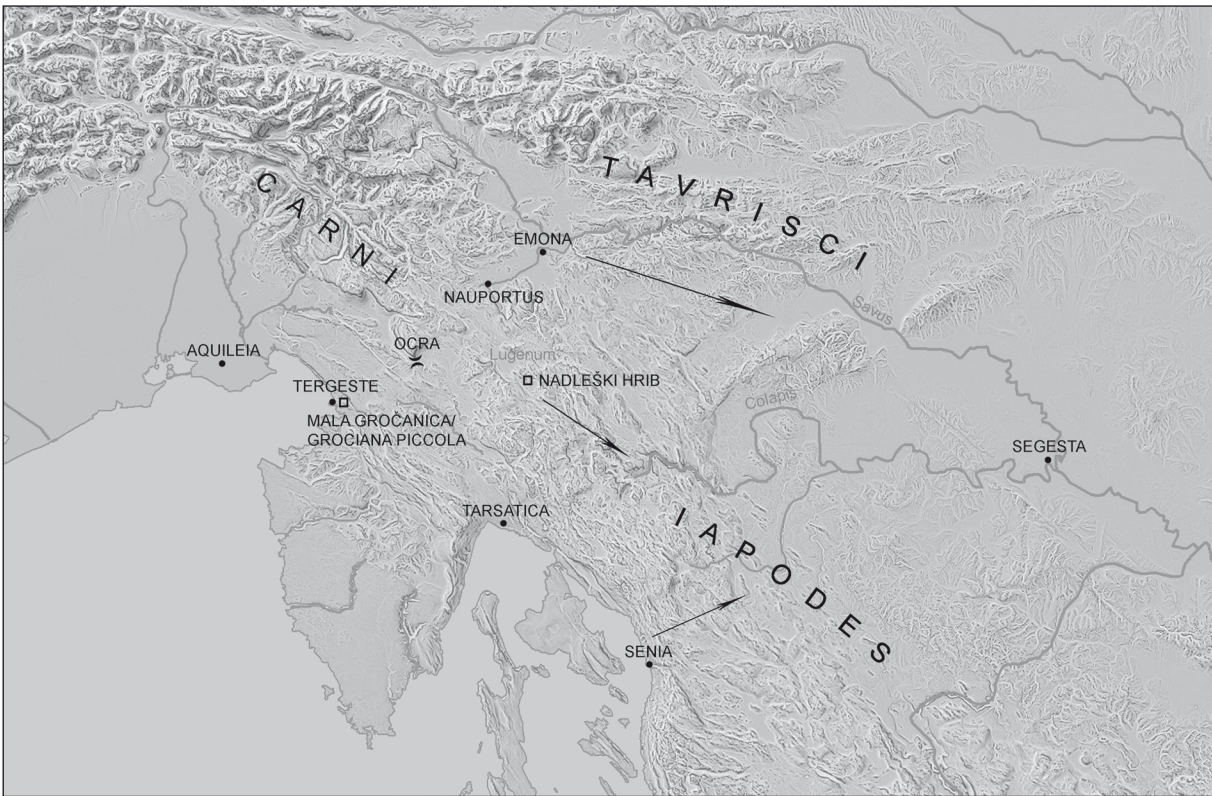 TAVRISCI
CARNI
EMONA
NAUPORTUS
Savus
OCRA
AQUILEIA
Lugenum
NADLEŠKI HRIB
TERGESTE
Colapis
MALA GROČANICA/
GROCIANA PICCOLA
SEGESTA
TARSATICA
IAPODES
SENIA